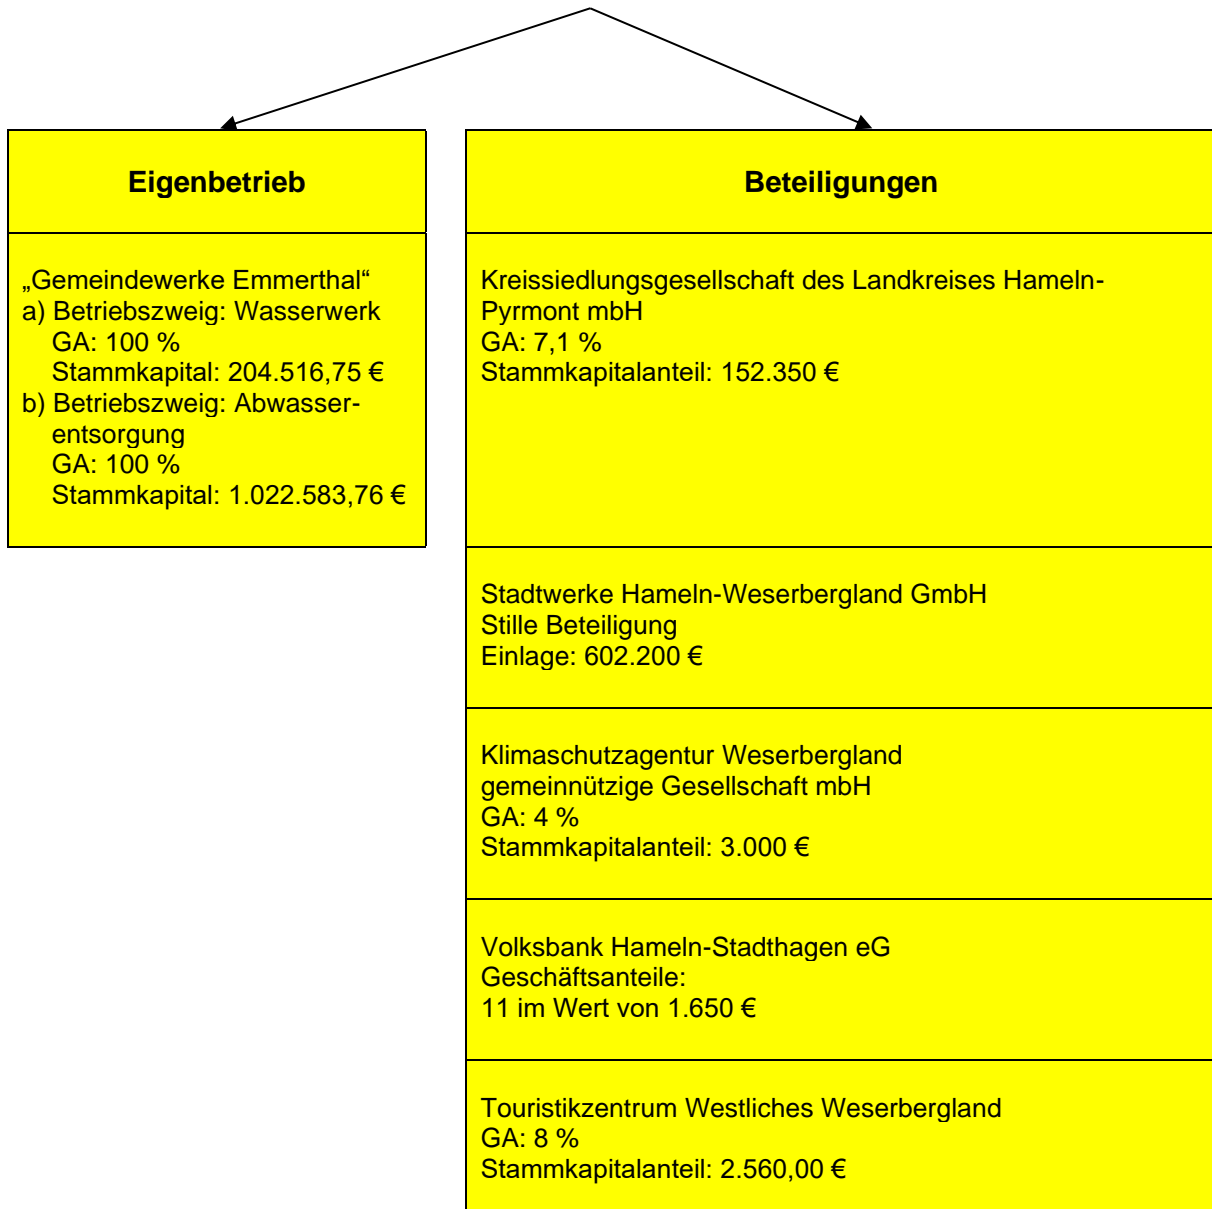 Eigenbetrieb
„Gemeindewerke Emmerthal“
a) Betriebszweig: Wasserwerk
GA: 100 %
Stammkapital: 204.516,75 €
b) Betriebszweig: Abwasser-
entsorgung
GA: 100 %
Stammkapital: 1.022.583,76 €
Beteiligungen
Kreissiedlungsgesellschaft des Landkreises Hameln-
Pyrmont mbH
GA: 7,1 %
Stammkapitalanteil: 152.350 €
Stadtwerke Hameln-Weserbergland GmbH
Stille Beteiligung
Einlage: 602.200 €
Klimaschutzagentur Weserbergland
gemeinnützige Gesellschaft mbH
GA: 4 %
Stammkapitalanteil: 3.000 €
Volksbank Hameln-Stadthagen eG
Geschäftsanteile:
11 im Wert von 1.650 €
Touristikzentrum Westliches Weserbergland
GA: 8 %
Stammkapitalanteil: 2.560,00 €